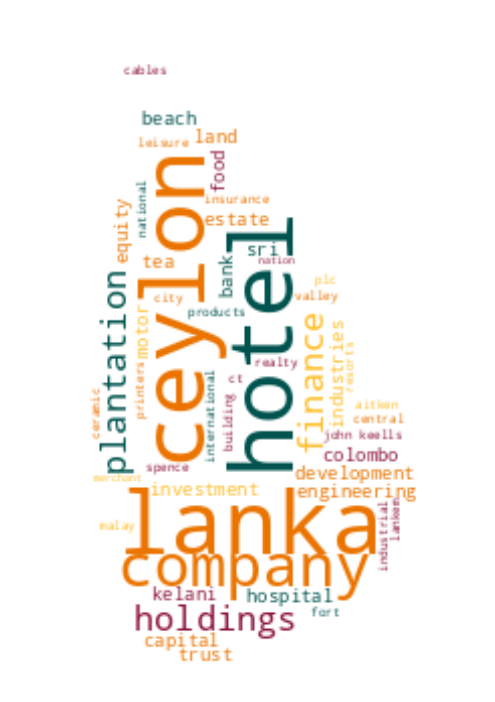 cables
beach
leisure
land
food
ceylon
national
insurance
equity
estate
hotel
sri
nation
tea
bank
plantation
city
plc
valley
products
motor
finance
industries
realty
resorts
printers
international
ct
building
ceramic
aitken
central
john keells
colombo
spence
development
merchant
investment
engineering
lanka
industrial
lankem
malay
company
kelani
hospital
holdings
fort
capital
trust